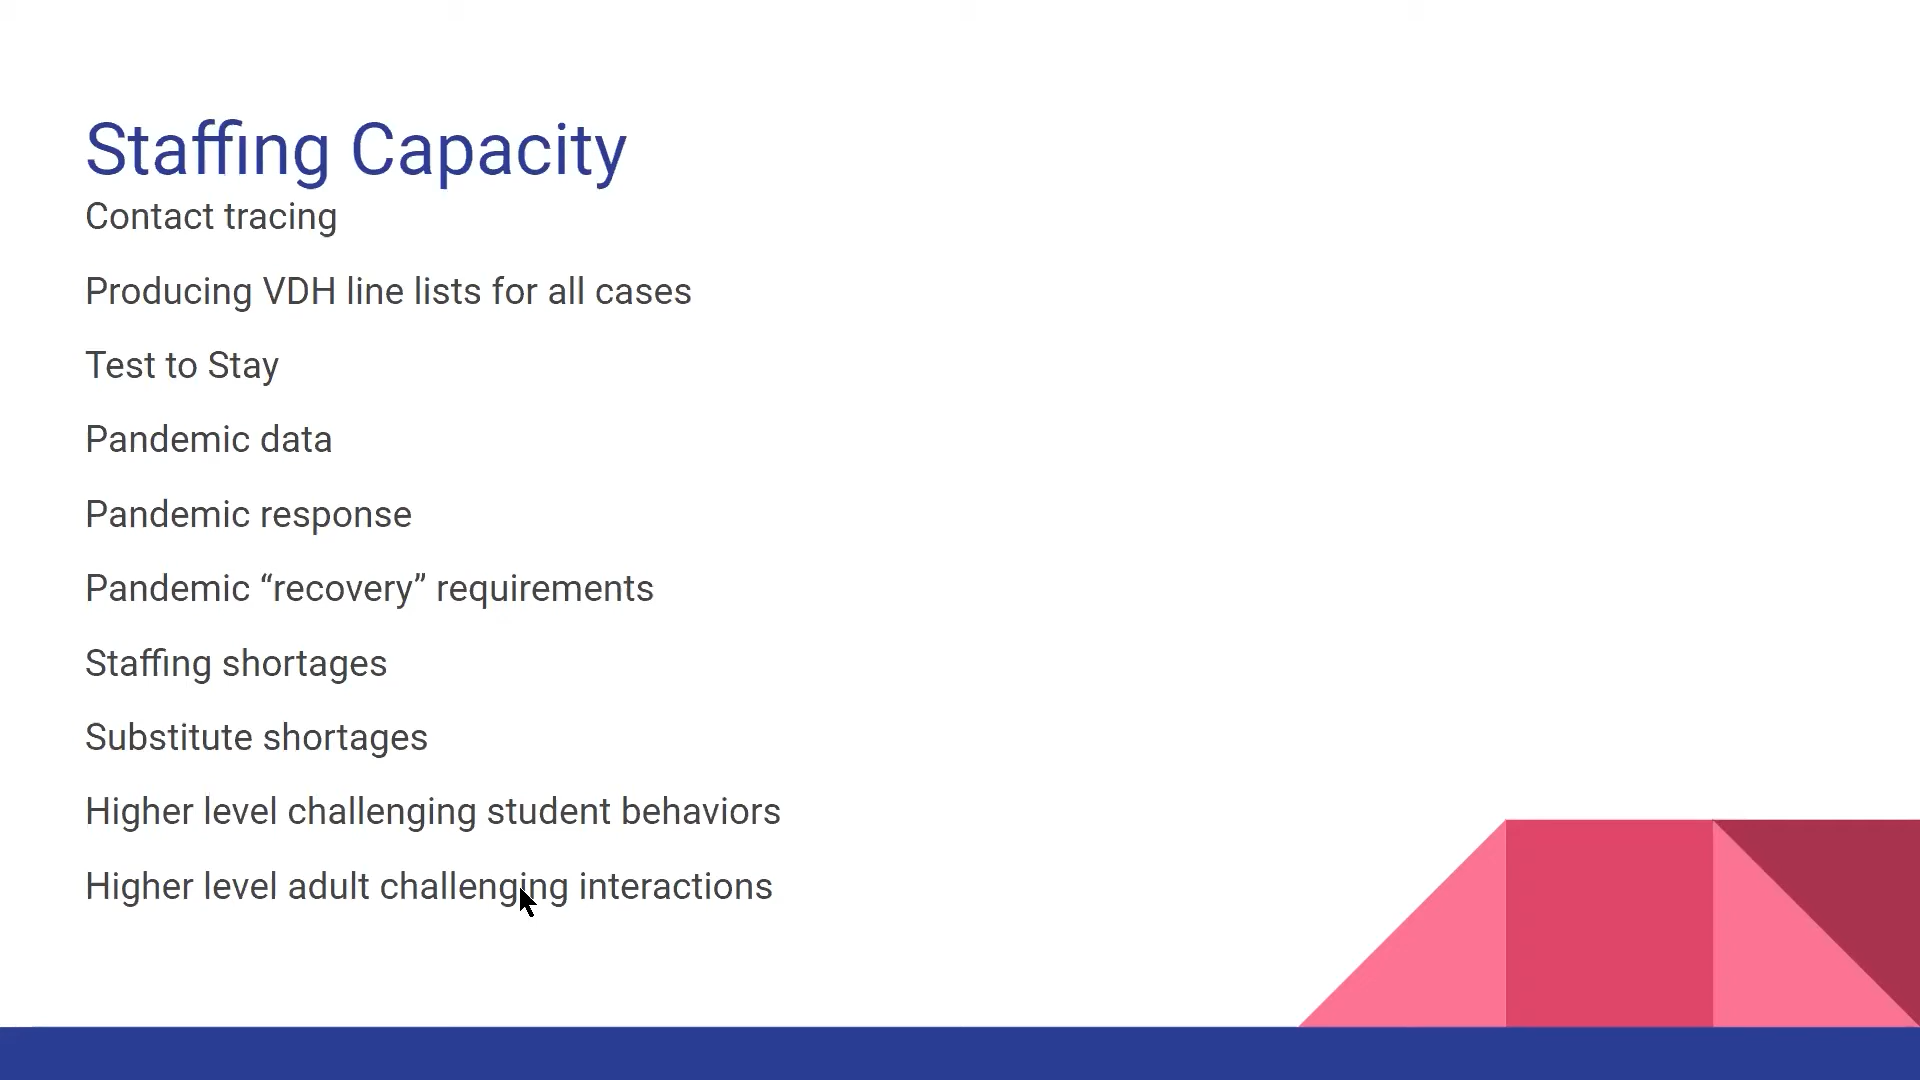 Staffing Capacity
Contact tracing
Producing VDH line lists for all cases
Test to Stay
Pandemic data
Pandemic response
Pandemic “recovery” requirements
Staffing shortages
Substitute shortages
Higher level challenging student behaviors
Higher level adult challenging interactions